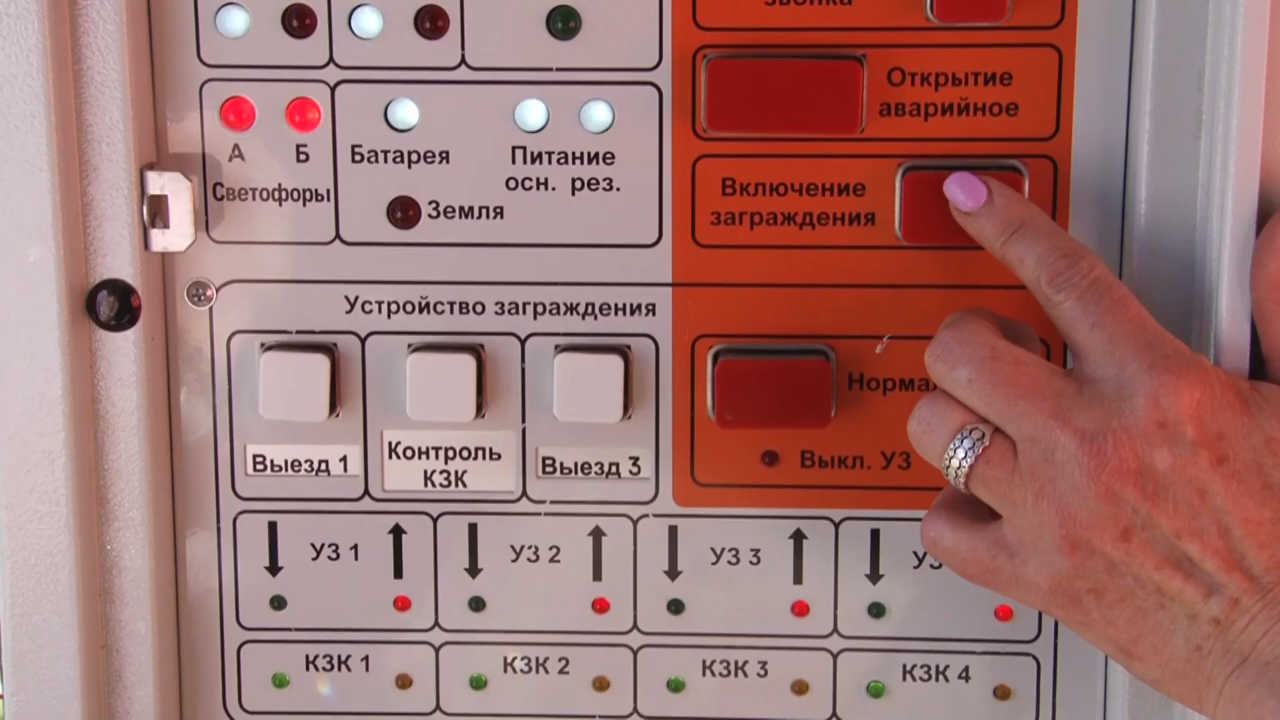 звонка
Открытие
аварийное
А Б
Батарея
Питание
осн. рез.
Светофоры
Земля
Включение
заграждения
Устройство заграждения
Выезд 1
Контроль
КЗК
Выезд 3
Выкл. УЗ
УЗ 1
УЗ 2
УЗ 3
КЗК 1
КЗК 2
КЗК 3
КЗК 4